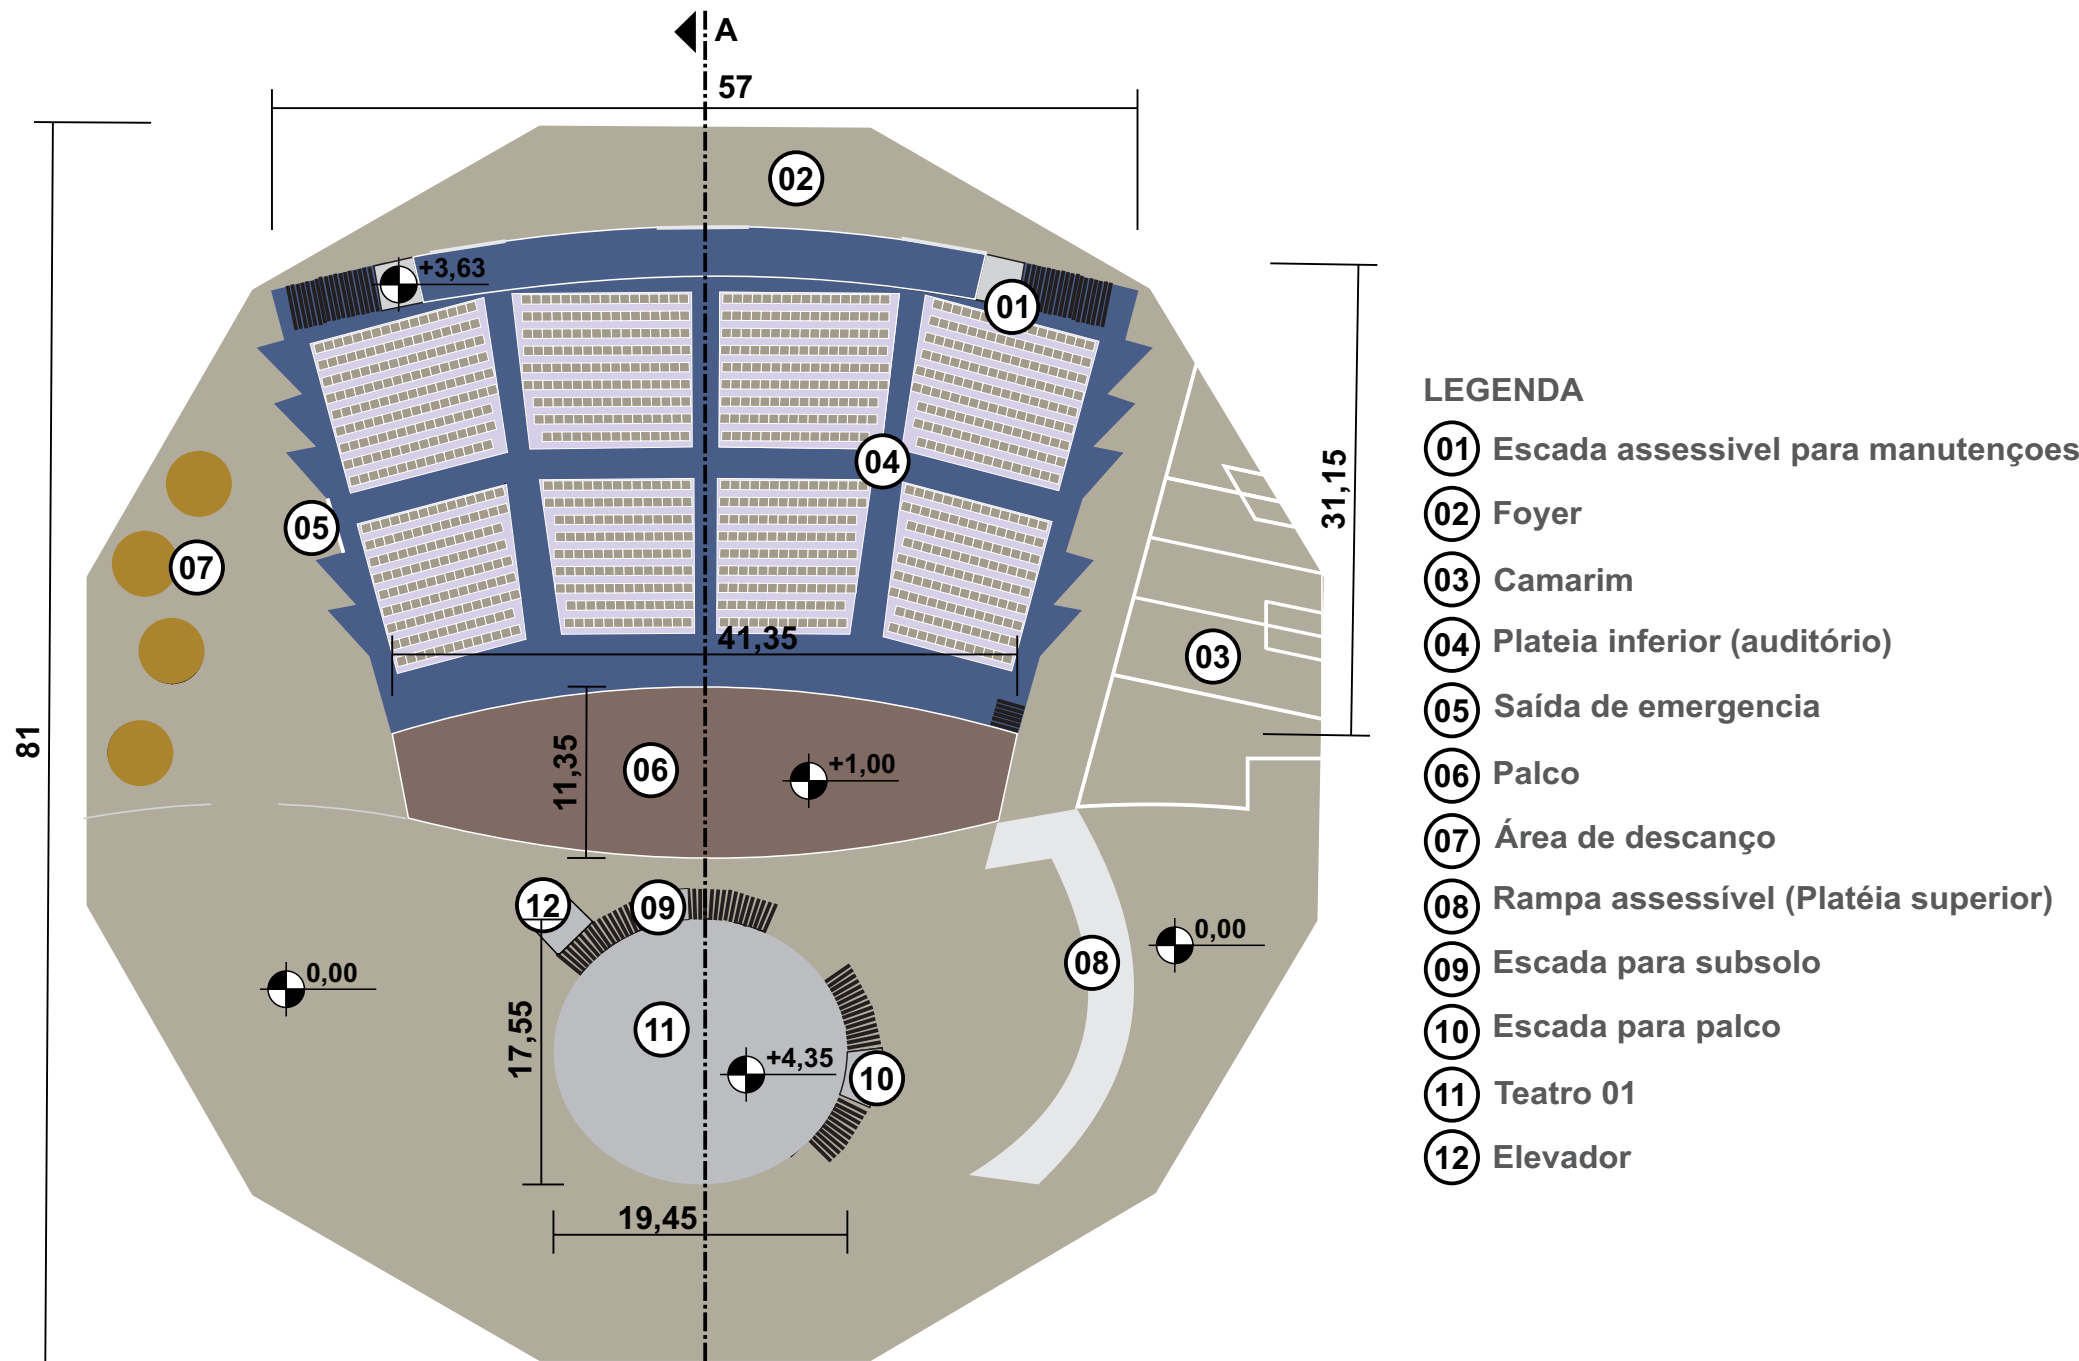 A
57
02
+3,63
01
04
05
07
31,15
03
41,35
81
11,35
06
+1,00
12
09
0,00
08
0,00
17,55
11
+4,35
10
19,45
LEGENDA
01 Escada assessivel para manutençoes
02 Foyer
03 Camarim
04 Plateia inferior (auditório)
05 Saída de emergencia
06 Palco
07 Área de descanço
08 Rampa assessível (Platéia superior)
09 Escada para subsolo
10 Escada para palco
11 Teatro 01
12 Elevador